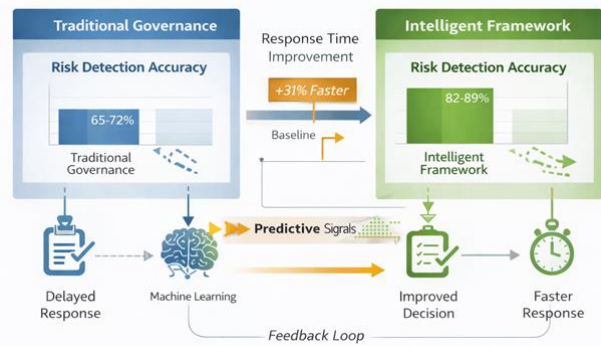 Traditional Governance
Risk Detection Accuracy
65-72%
Traditional
Governance
Response Time
Improvement
+31% Faster
Baseline
Intelligent Framework
Risk Detection Accuracy
82-89%
Intelligent
Framework
Predictive Sigrals
Delayed
Response
Machine Learning
Improved
Decision
Faster
Response
Feedback Loop